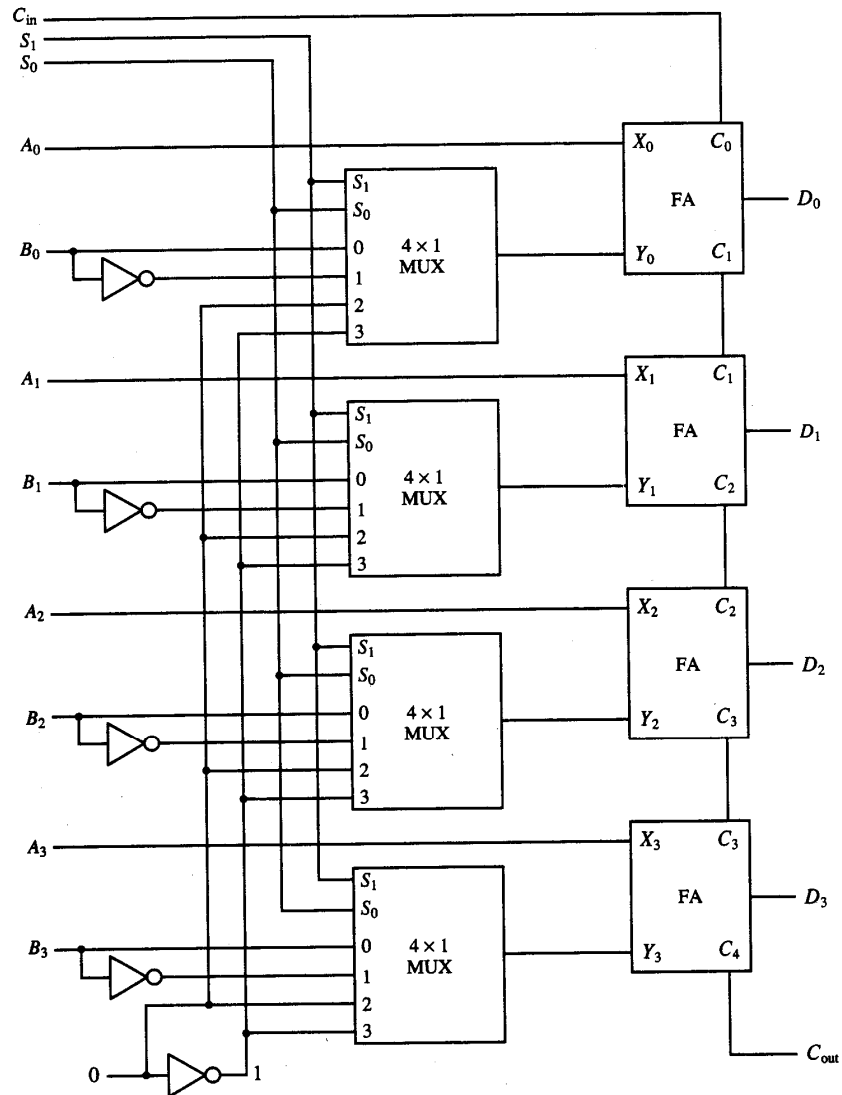 C_in
S_1
S_0
A_0
X_0 C_0
FA
D_0
Y_0 C_1
S_1
S_0
B_0
0
1
2
3
4 × 1
MUX
A_1
X_1 C_1
FA
D_1
Y_1 C_2
S_1
S_0
B_1
0
1
2
3
4 × 1
MUX
A_2
X_2 C_2
FA
D_2
Y_2 C_3
S_1
S_0
B_2
0
1
2
3
4 × 1
MUX
A_3
X_3 C_3
FA
D_3
Y_3 C_4
S_1
S_0
B_3
0
1
2
3
4 × 1
MUX
0
1
C_out